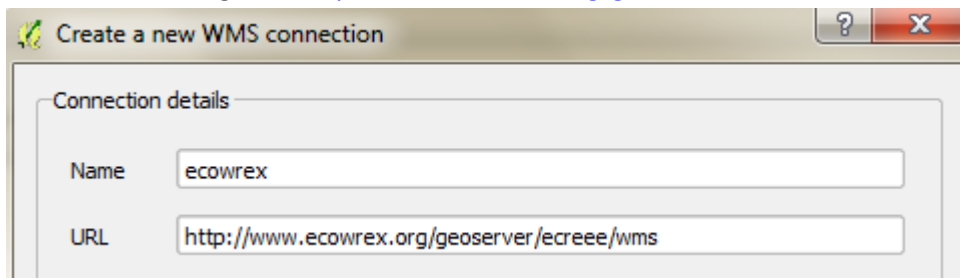 Create a new WMS connection
?
X
Connection details
Name ecowrex
URL http://www.ecowrex.org/geoserver/ecreee/wms